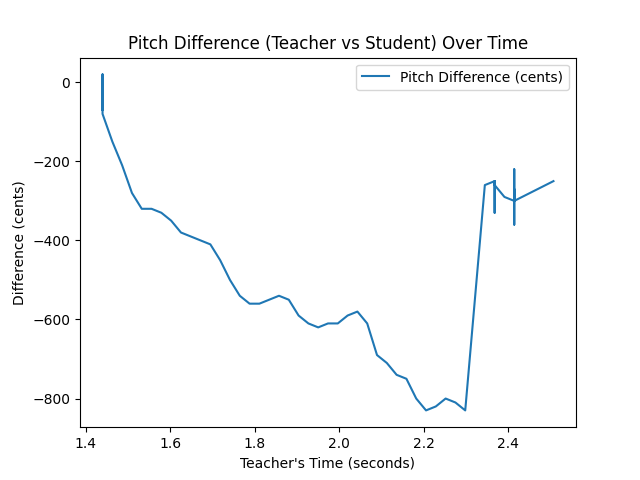 Pitch Difference (Teacher vs Student) Over Time
Pitch Difference (cents)
Difference (cents)
0
−200
−400
−600
−800
1.4 1.6 1.8 2.0 2.2 2.4
Teacher's Time (seconds)